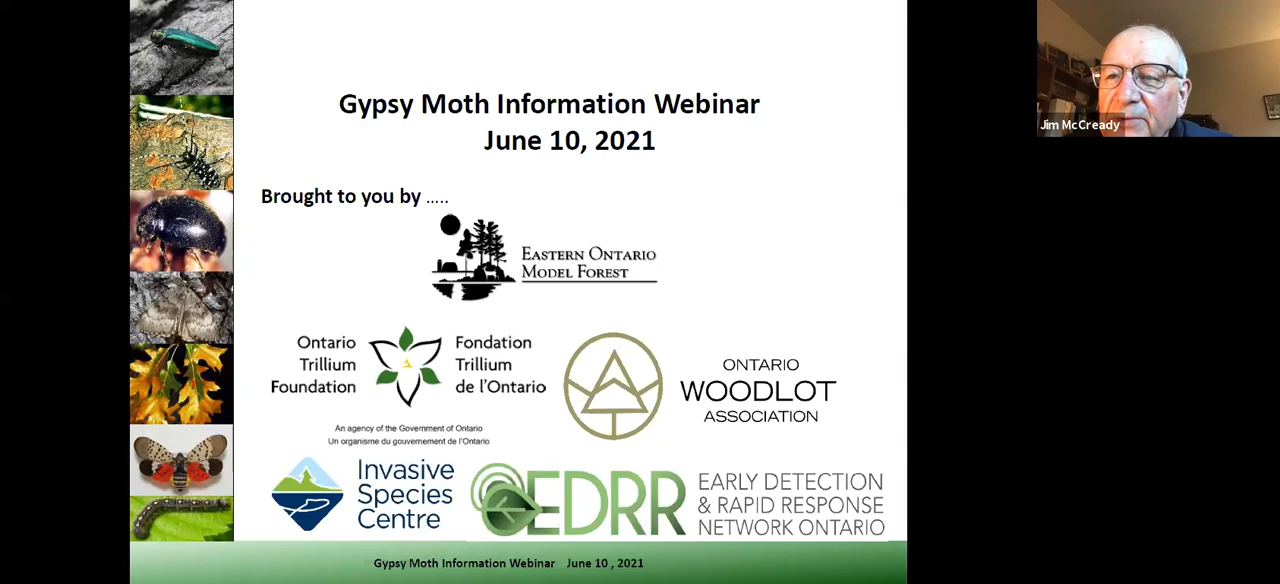 Gypsy Moth Information Webinar
June 10, 2021
Brought to you by .....
EASTERN ONTARIO
MODEL FOREST
Ontario
Trillium
Foundation
Fondation
Trillium
de l'Ontario
An agency of the Government of Ontario
Un organisme du gouvernement de l'Ontario
ONTARIO
WOODLOT
ASSOCIATION
Invasive
Species
Centre
EDRR
EARLY DETECTION
& RAPID RESPONSE
NETWORK ONTARIO
Gypsy Moth Information Webinar June 10 , 2021
Jim McCready